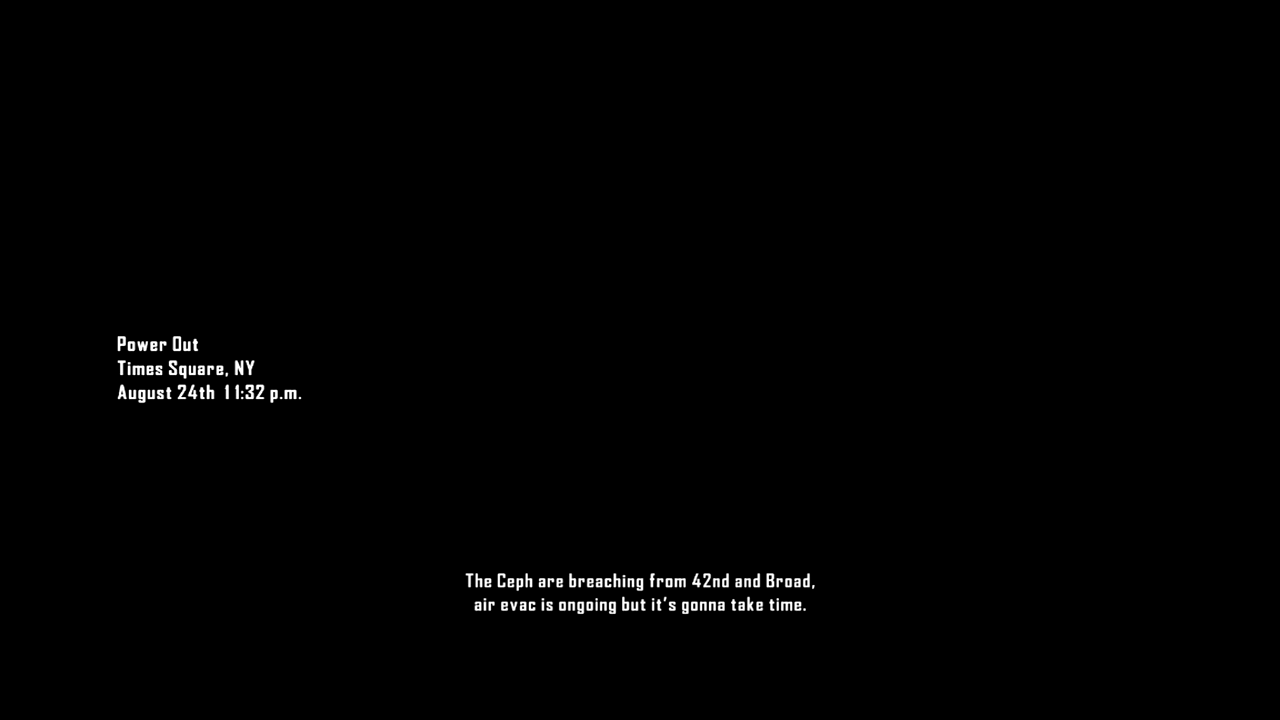 Power Out
Times Square, NY
August 24th 11:32 p.m.
The Ceph are breaching from 42nd and Broad,
air evac is ongoing but it's gonna take time.